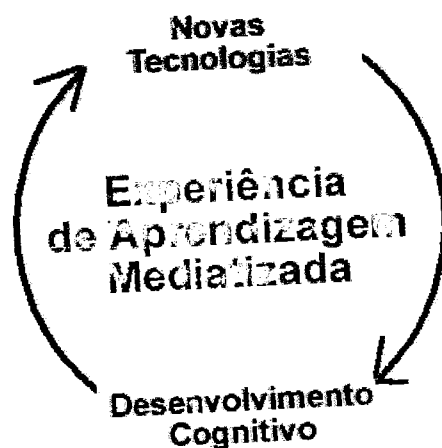 Novas
Tecnologias
Experiência
de Aprendizagem
Mediatizada
Desenvolvimento
Cognitivo